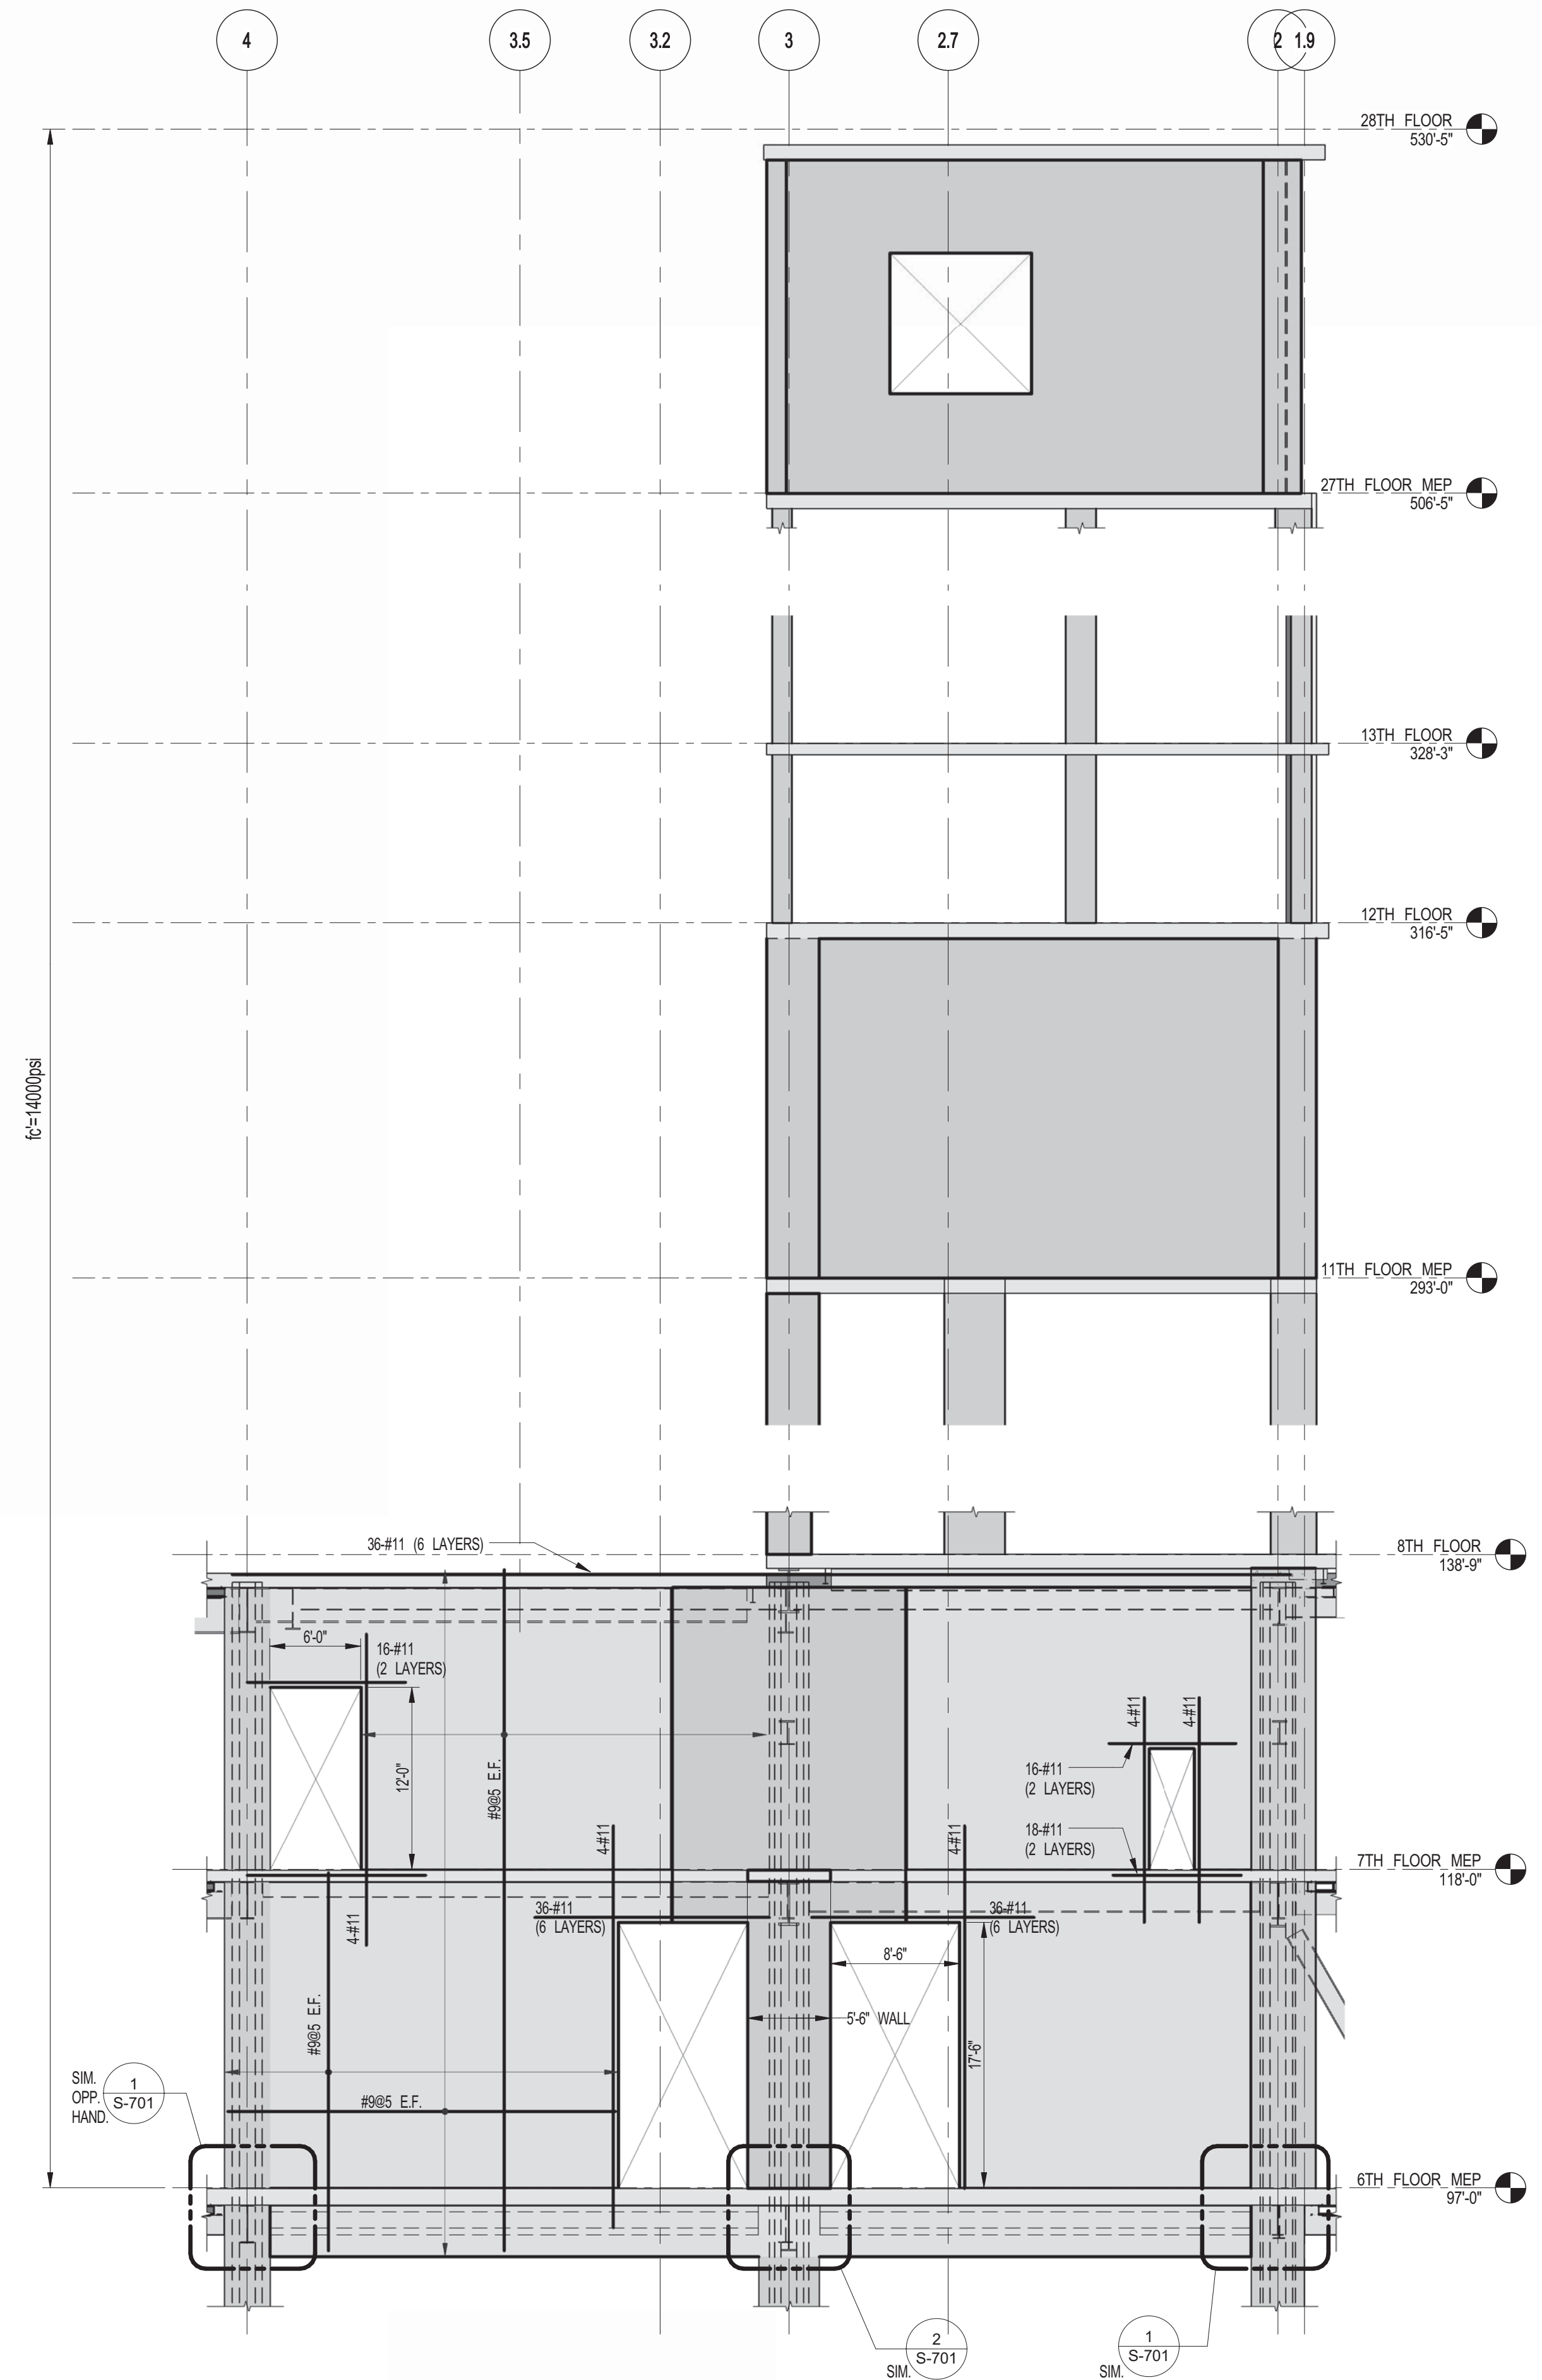 4
3.5
3.2
3
2.7
2
1.9
28TH FLOOR
530'-5"
27TH FLOOR MEP
506'-5"
13TH FLOOR
328'-3"
12TH FLOOR
316'-5"
fc'=14000psi
11TH FLOOR MEP
293'-0"
36-#11 (6 LAYERS)
8TH FLOOR
138'-9"
6'-0"
16-#11
(2 LAYERS)
12'-0"
#9@5 E.F.
4-#11
4-#11
16-#11
(2 LAYERS)
18-#11
(2 LAYERS)
4-#11
4-#11
7TH FLOOR MEP
118'-0"
4-#11
36-#11
(6 LAYERS)
36-#11
(6 LAYERS)
8'-6"
5'-6" WALL
17'-6"
#9@5 E.F.
#9@5 E.F.
SIM.
OPP.
HAND.
1
S-701
6TH FLOOR MEP
97'-0"
2
S-701
SIM.
1
S-701
SIM.